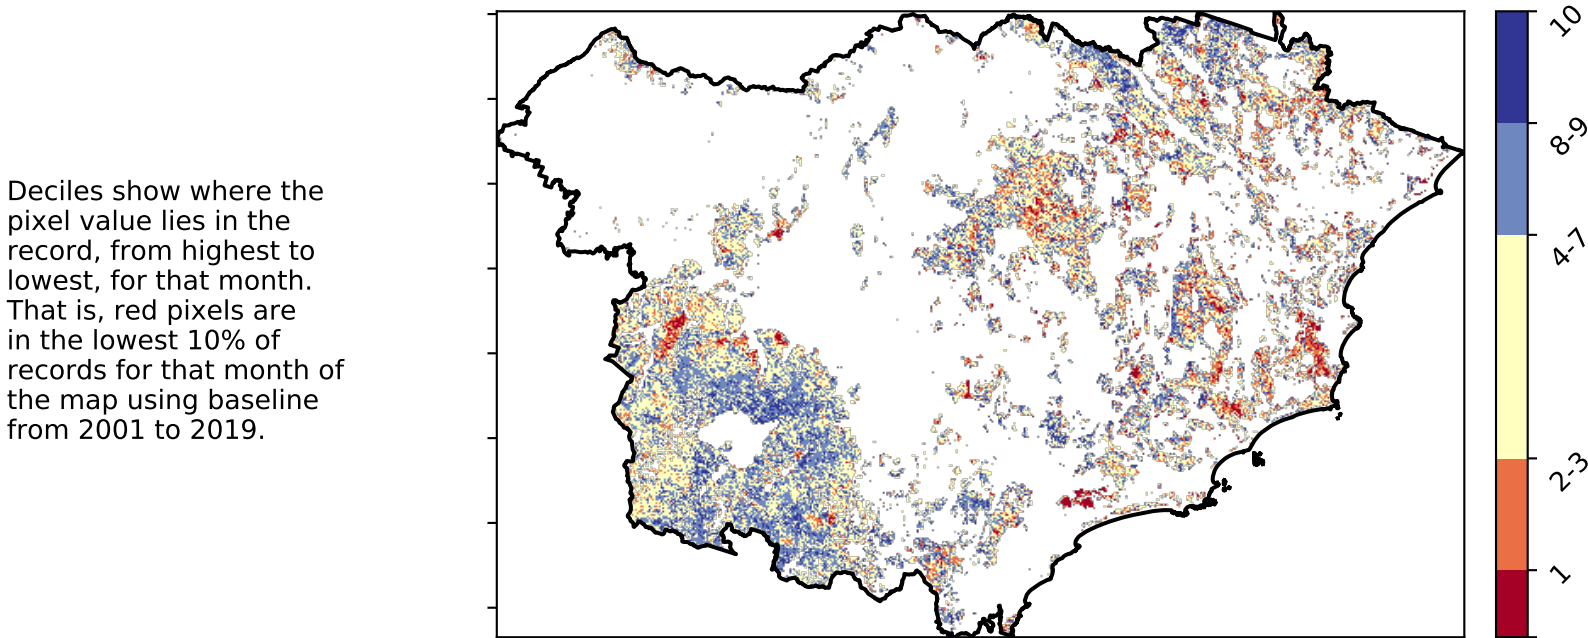 Deciles show where the
pixel value lies in the
record, from highest to
lowest, for that month.
That is, red pixels are
in the lowest 10% of
records for that month of
the map using baseline
from 2001 to 2019.
10
8-9
4-7
2-3
1